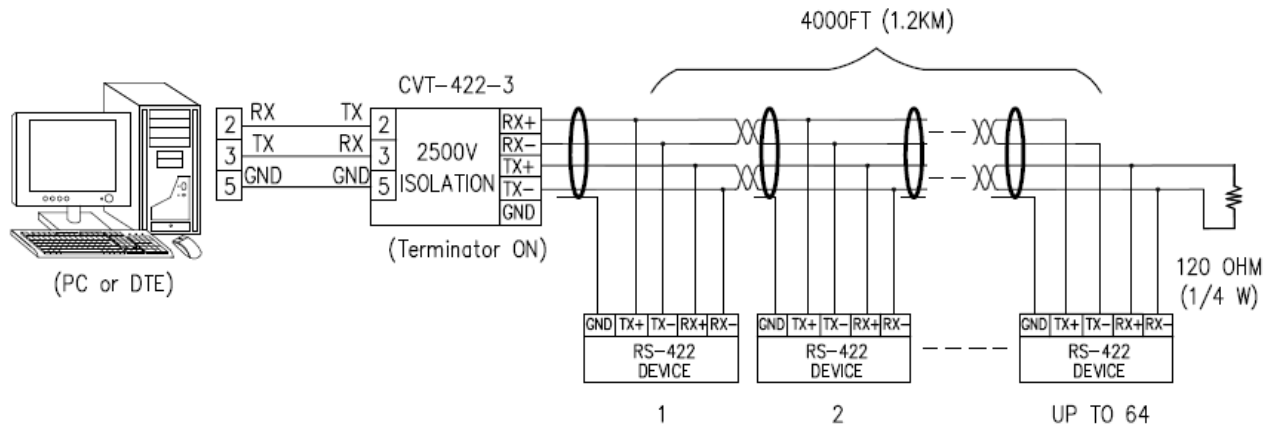 4000FT (1.2KM)
CVT-422-3
2 RX TX 2
3 TX RX 3
5 GND GND 5
2500V
ISOLATION
RX+
RX-
TX+
TX-
GND
(PC or DTE)
(Terminator ON)
120 OHM
(1/4 W)
GND TX+ TX- RX+ RX-
RS-422
DEVICE
1
GND TX+ TX- RX+ RX-
RS-422
DEVICE
2
GND TX+ TX- RX+ RX-
RS-422
DEVICE
UP TO 64